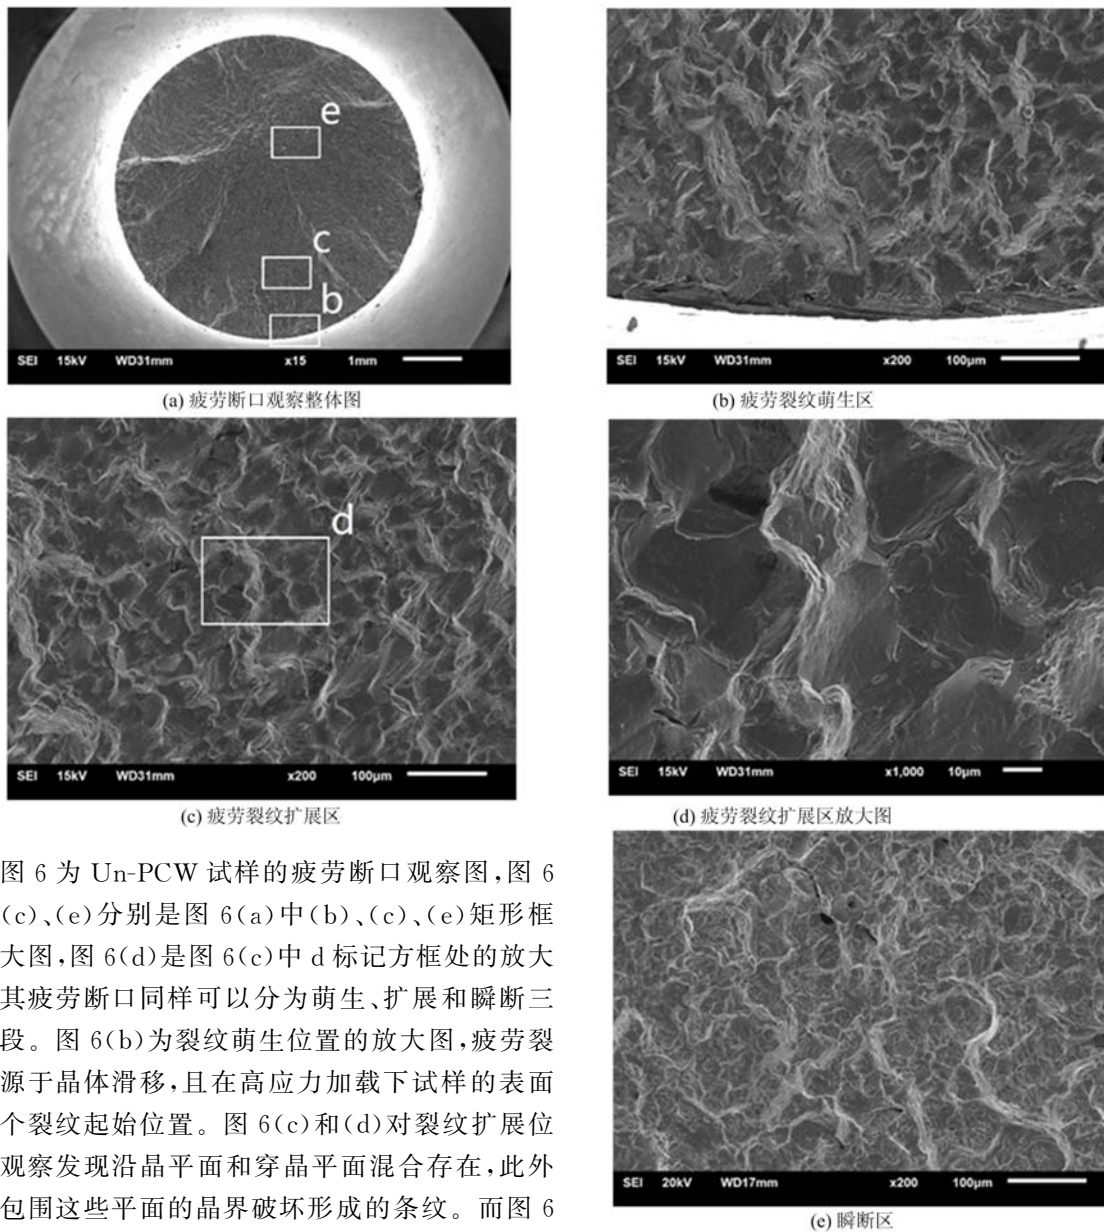 e
c
b
SEI 15kV WD31mm x15 1mm
(a) 疲劳断口观察整体图
SEI 15kV WD31mm x200 100μm
(b) 疲劳裂纹萌生区
d
SEI 15kV WD31mm x200 100μm
(c) 疲劳裂纹扩展区
SEI 15kV WD31mm x1,000 10μm
(d) 疲劳裂纹扩展区放大图
图 6 为 Un-PCW 试样的疲劳断口观察图,图 6
(c)、(e)分别是图 6(a)中(b)、(c)、(e)矩形框
大图,图 6(d)是图 6(c)中 d 标记方框处的放大
其疲劳断口同样可以分为萌生、扩展和瞬断三
段。图 6(b)为裂纹萌生位置的放大图,疲劳裂
源于晶体滑移,且在高应力加载下试样的表面
个裂纹起始位置。图 6(c)和(d)对裂纹扩展位
观察发现沿晶平面和穿晶平面混合存在,此外
包围这些平面的晶界破坏形成的条纹。而图 6
SEI 20kV WD17mm x200 100μm
(e) 瞬断区